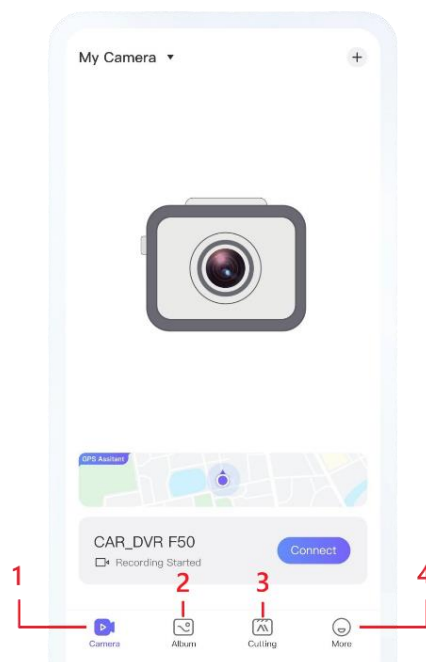 My Camera ▼ +
GPS Assitant
CAR_DVR F50
Recording Started
Connect
1 2 3 4
Camera Album Cutting More